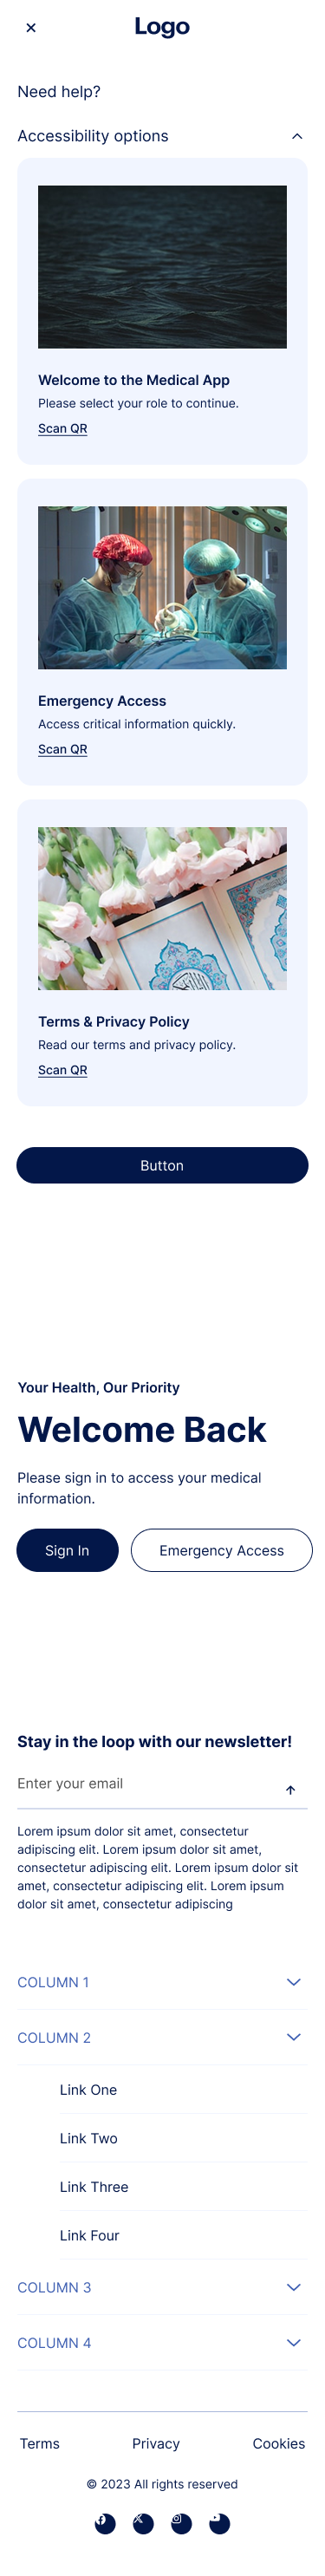 Logo
Need help?
Accessibility options
Welcome to the Medical App
Please select your role to continue.
Scan QR
Emergency Access
Access critical information quickly.
Scan QR
Terms & Privacy Policy
Read our terms and privacy policy.
Scan QR
Button
Your Health, Our Priority
Welcome Back
Please sign in to access your medical
information.
Sign In
Emergency Access
Stay in the loop with our newsletter!
Enter your email
Lorem ipsum dolor sit amet, consectetur
adipiscing elit. Lorem ipsum dolor sit amet,
consectetur adipiscing elit. Lorem ipsum dolor sit
amet, consectetur adipiscing elit. Lorem ipsum
dolor sit amet, consectetur adipiscing
COLUMN 1
COLUMN 2
Link One
Link Two
Link Three
Link Four
COLUMN 3
COLUMN 4
Terms
Privacy
Cookies
© 2023 All rights reserved